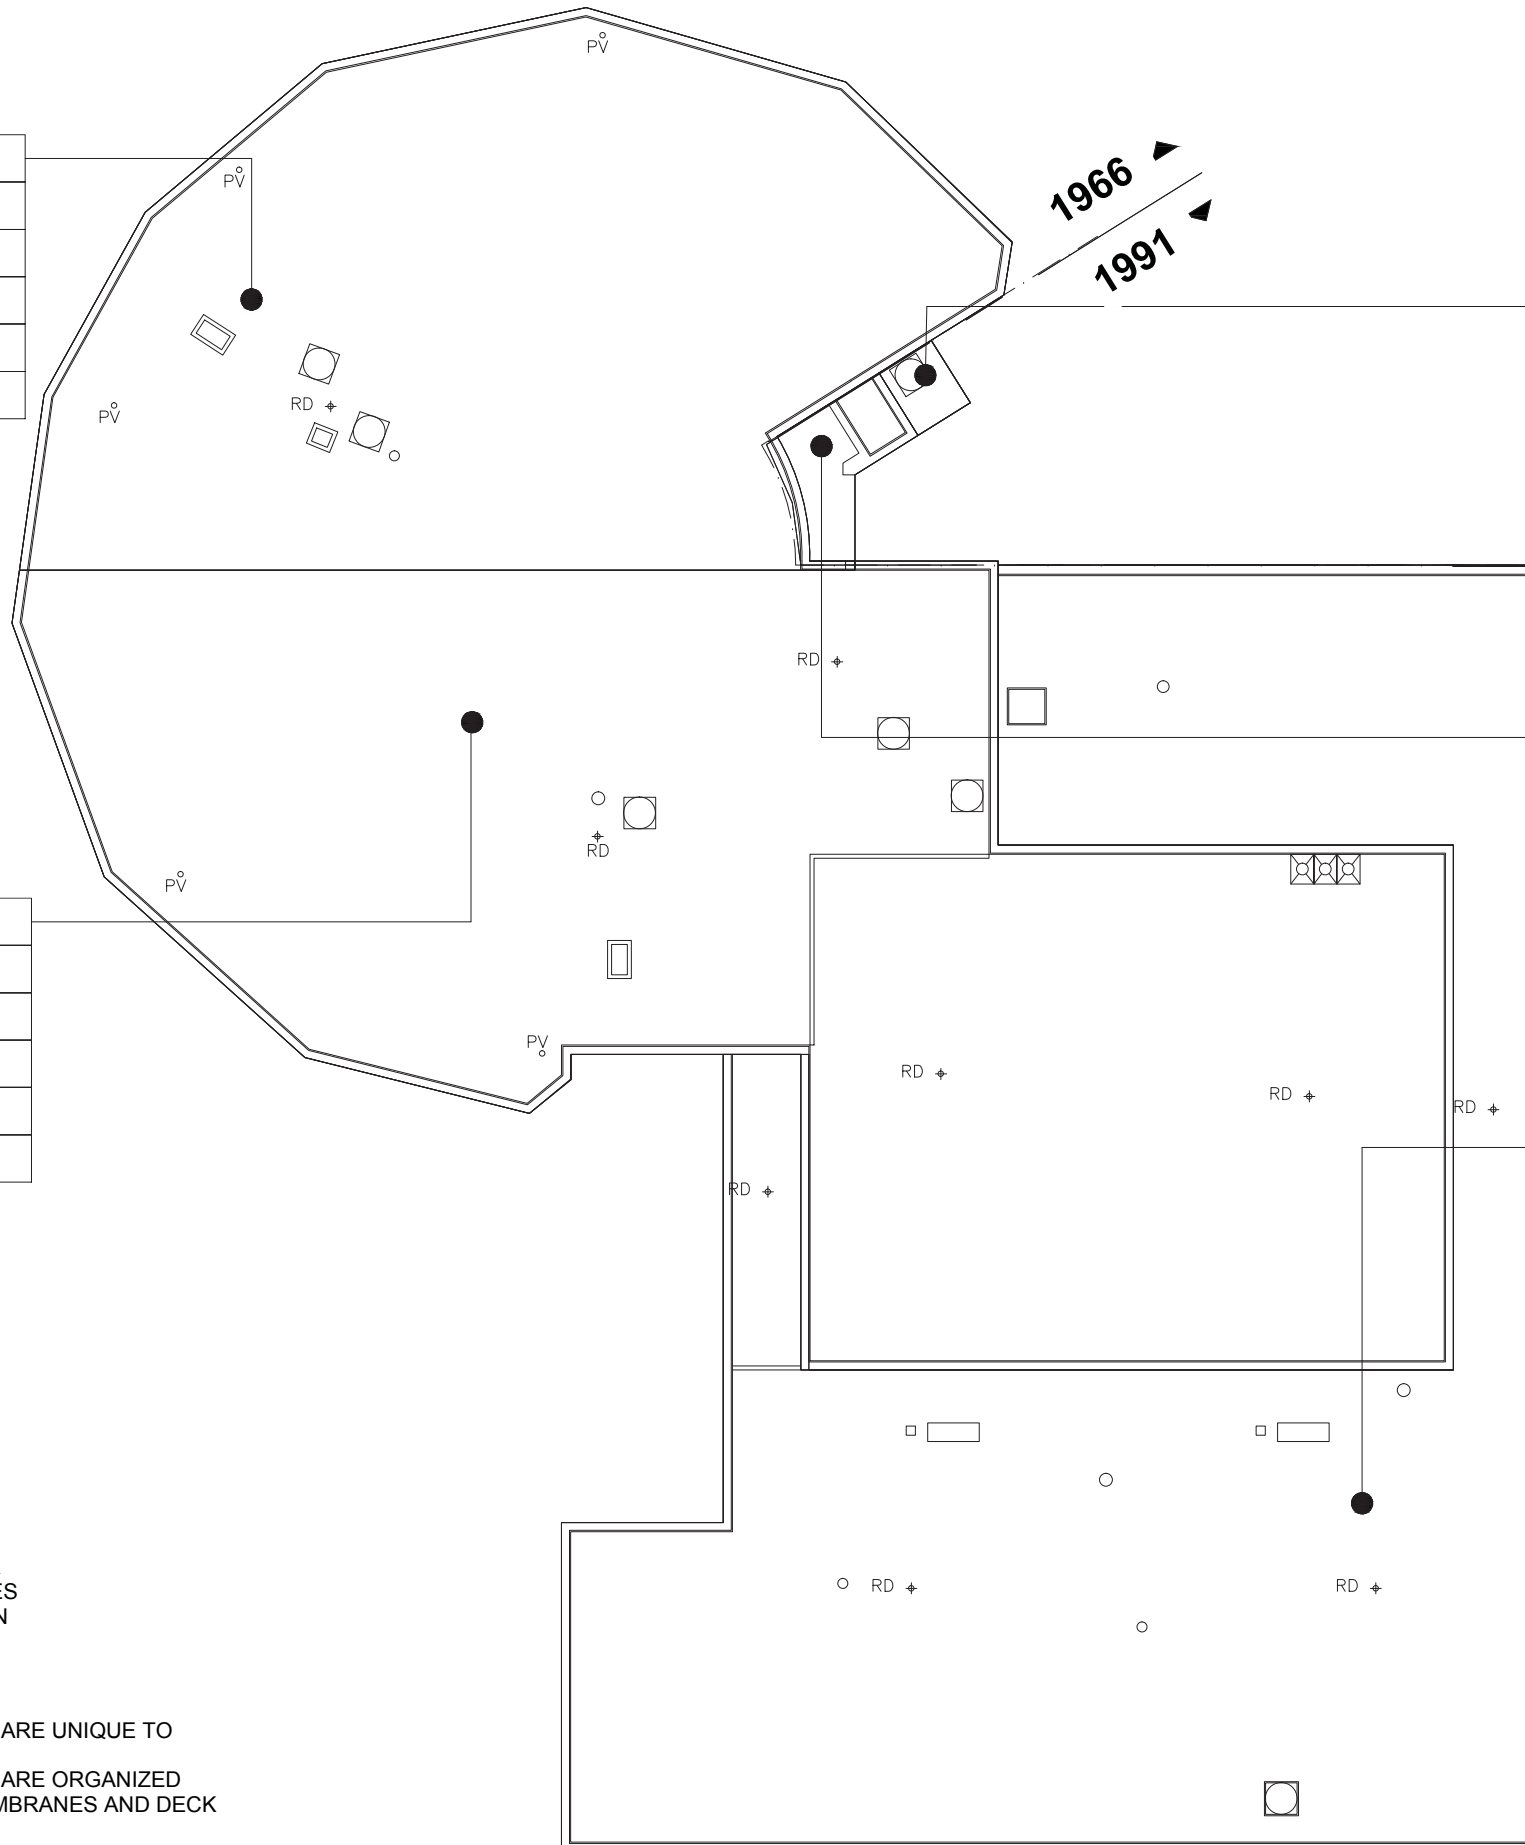 PV
PV
1966
1991
PV
RD
RD
RD
PV
PV
RD
RD
RD
RD
RD
RD
ES
N
ARE UNIQUE TO
ARE ORGANIZED
MBRANES AND DECK